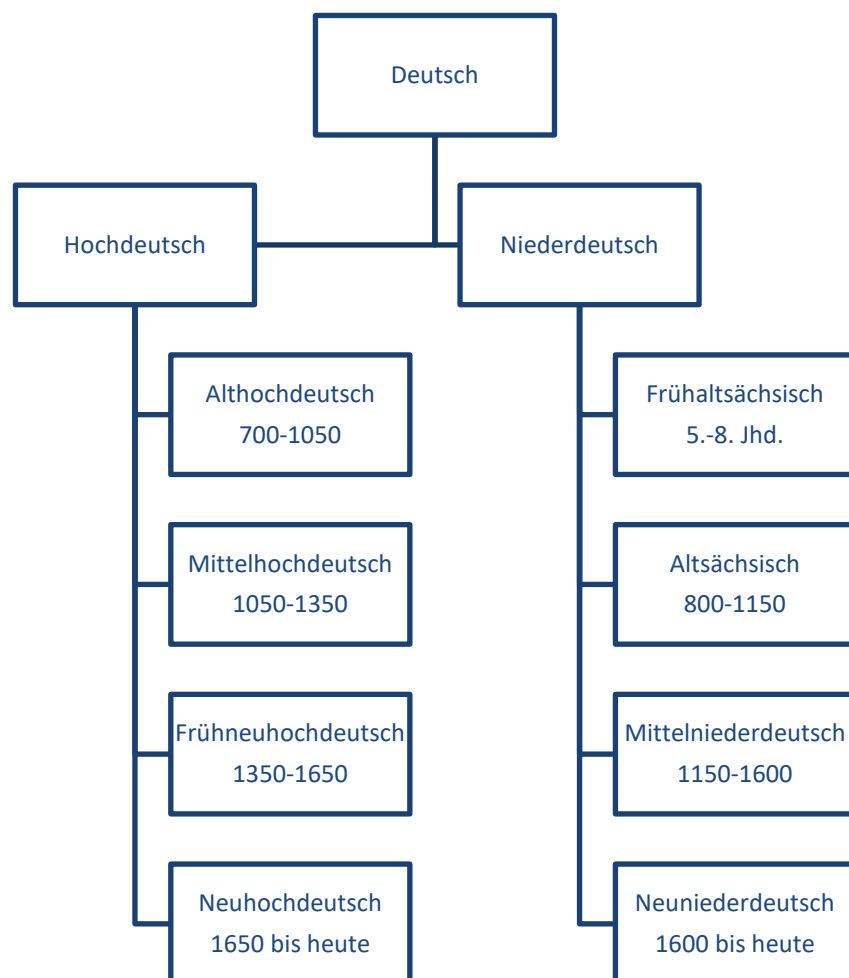 Deutsch
Hochdeutsch
Niederdeutsch
Althochdeutsch
700-1050
Mittelhochdeutsch
1050-1350
Frühneuhochdeutsch
1350-1650
Neuhochdeutsch
1650 bis heute
Frühaltsächsisch
5.-8. Jhd.
Altsächsisch
800-1150
Mittelniederdeutsch
1150-1600
Neuniederdeutsch
1600 bis heute